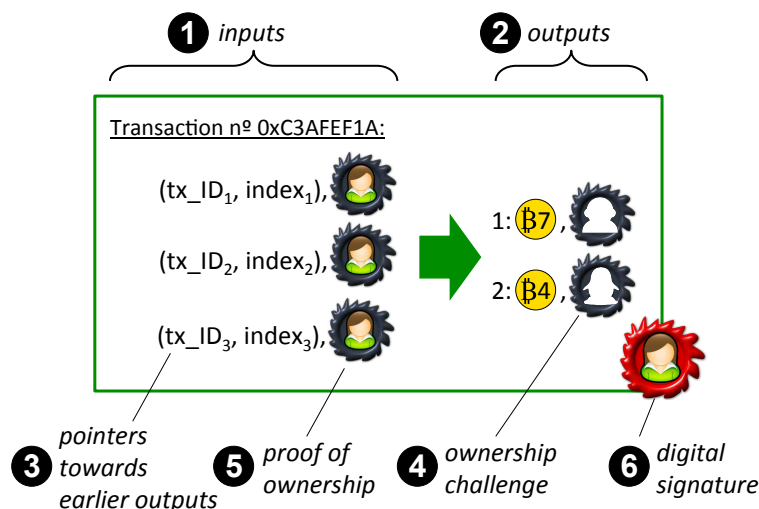 1 inputs
2 outputs
Transaction nº 0xC3AFEF1A:
(tx_ID₁, index₁),
(tx_ID₂, index₂),
(tx_ID₃, index₃),
1: ₿7 ,
2: ₿4 ,
3 pointers
towards
earlier outputs
5 proof of
ownership
4 ownership
challenge
6 digital
signature